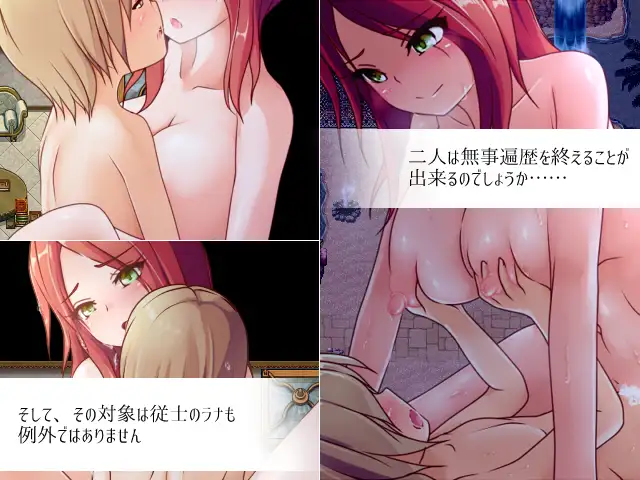 そして、その対象は従士のラナも
例外ではありません
二人は無事遍歴を終えることが
出来るのでしょうか……